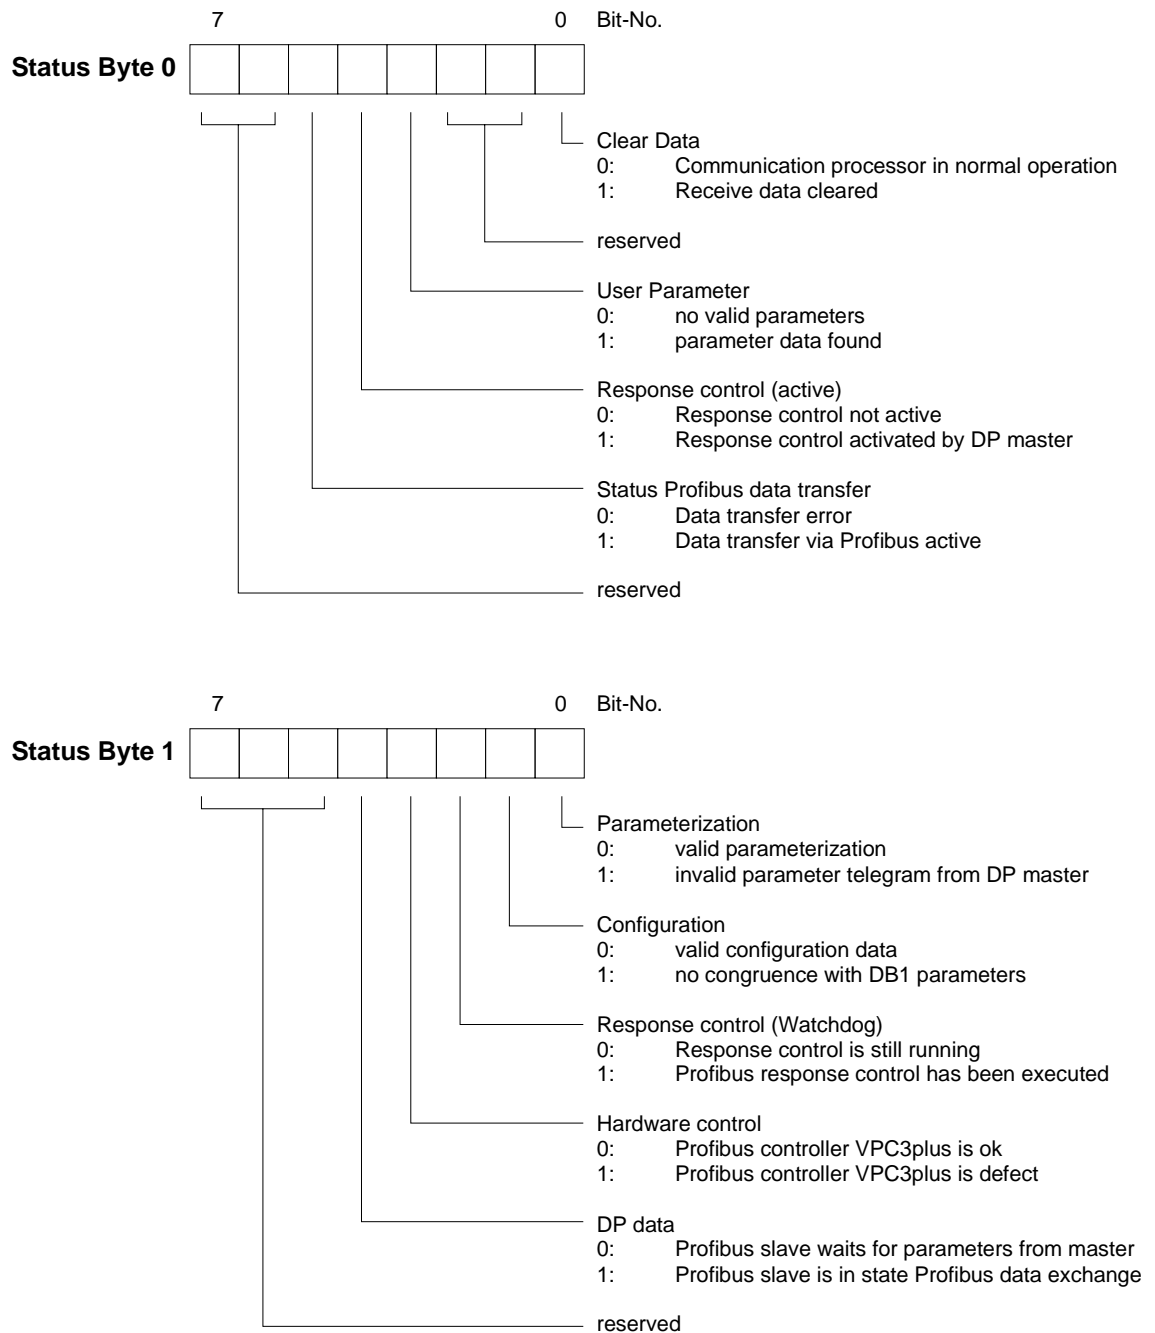 7 0 Bit-No.
Status Byte 0
Clear Data
0: Communication processor in normal operation
1: Receive data cleared
reserved
User Parameter
0: no valid parameters
1: parameter data found
Response control (active)
0: Response control not active
1: Response control activated by DP master
Status Profibus data transfer
0: Data transfer error
1: Data transfer via Profibus active
reserved
7 0 Bit-No.
Status Byte 1
Parameterization
0: valid parameterization
1: invalid parameter telegram from DP master
Configuration
0: valid configuration data
1: no congruence with DB1 parameters
Response control (Watchdog)
0: Response control is still running
1: Profibus response control has been executed
Hardware control
0: Profibus controller VPC3plus is ok
1: Profibus controller VPC3plus is defect
DP data
0: Profibus slave waits for parameters from master
1: Profibus slave is in state Profibus data exchange
reserved